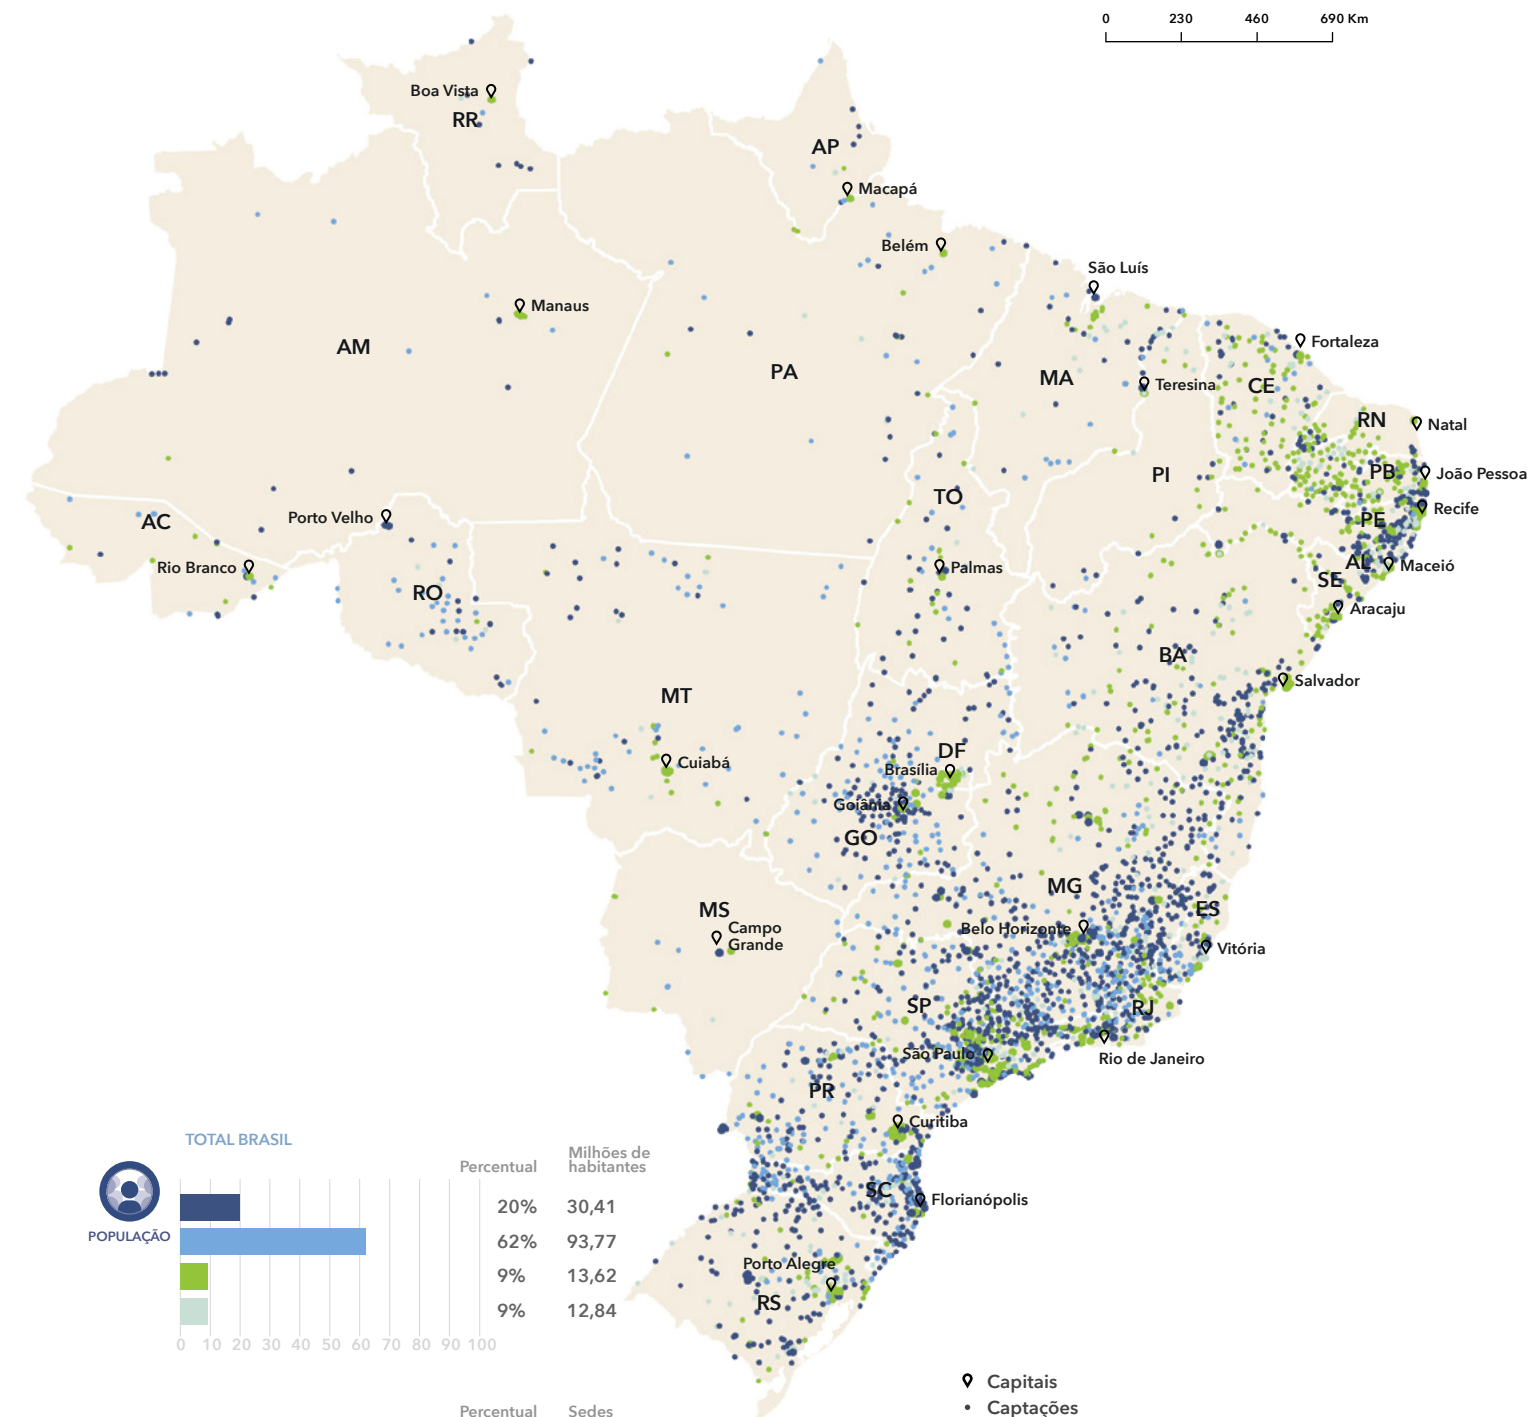 0 230 460 690 Km
Boa Vista
RR
AP
Macapá
Belém
São Luís
Manaus
Fortaleza
AM
PA
MA
Teresina
CE
RN
Natal
PB
João Pessoa
PI
TO
Recife
AC
Porto Velho
PE
Rio Branco
Palmas
AL
Maceió
SE
RO
Aracaju
BA
Salvador
MT
DF
Cuiabá
Brasília
Goiânia
GO
MG
MS
ES
Campo
Grande
Belo Horizonte
Vitória
SP
RJ
São Paulo
Rio de Janeiro
PR
Curitiba
TOTAL BRASIL
Percentual
Milhões de
habitantes
SC
Florianópolis
20% 30,41
POPULAÇÃO
62% 93,77
Porto Alegre
9% 13,62
RS
9% 12,84
0 10 20 30 40 50 60 70 80 90 100
Capitais
Captações
Percentual Sedes